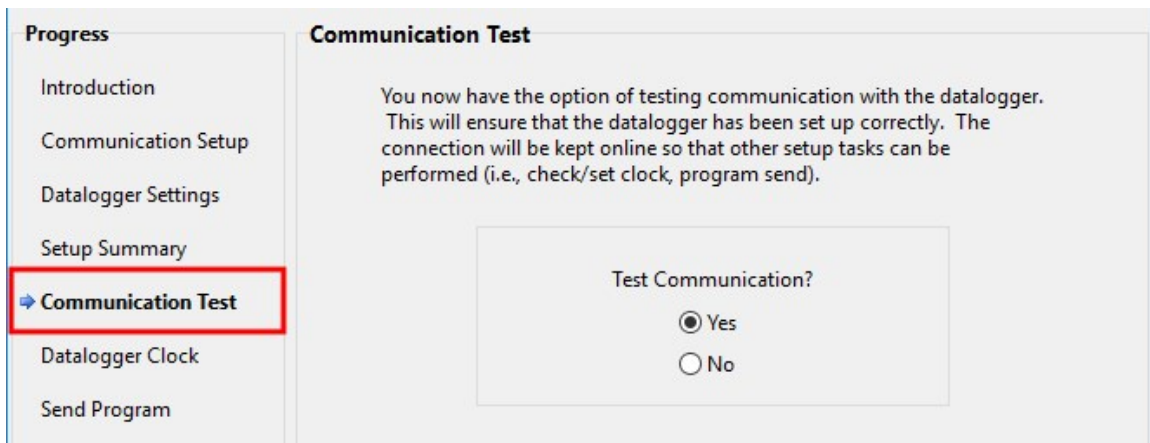 Progress
Introduction
Communication Setup
Datalogger Settings
Setup Summary
Communication Test
Datalogger Clock
Send Program
Communication Test
You now have the option of testing communication with the datalogger.
This will ensure that the datalogger has been set up correctly. The
connection will be kept online so that other setup tasks can be
performed (i.e., check/set clock, program send).
Test Communication?
Yes
No